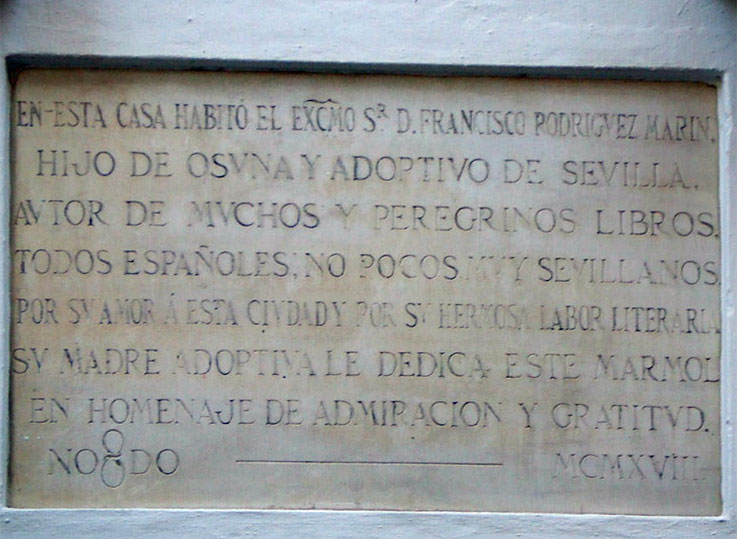 EN-ESTA CASA HABITÓ EL EXCMO SR D. FRANCISCO RODRIGVEZ MARIN,
HIJO DE OSVNA Y ADOPTIVO DE SEVILLA,
AVTOR DE MVCHOS Y PEREGRINOS LIBROS,
TODOS ESPAÑOLES, NO POCOS MVY SEVILLANOS.
POR SV AMOR Á ESTA CIVDAD Y POR SV HERMOSA LABOR LITERARIA
SV MADRE ADOPTIVA LE DEDICA ESTE MARMOL
EN HOMENAJE DE ADMIRACION Y GRATITVD.
NO8DO MCMXVIII